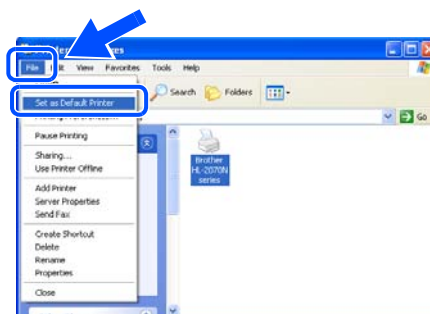 File
View Favorites Tools Help
Search Folders
Set as Default Printer
Go
Pause Printing
Sharing...
Use Printer Offline
Add Printer
Server Properties
Send Fax
Create Shortcut
Delete
Rename
Properties
Close
Brother
HL-2070N
series